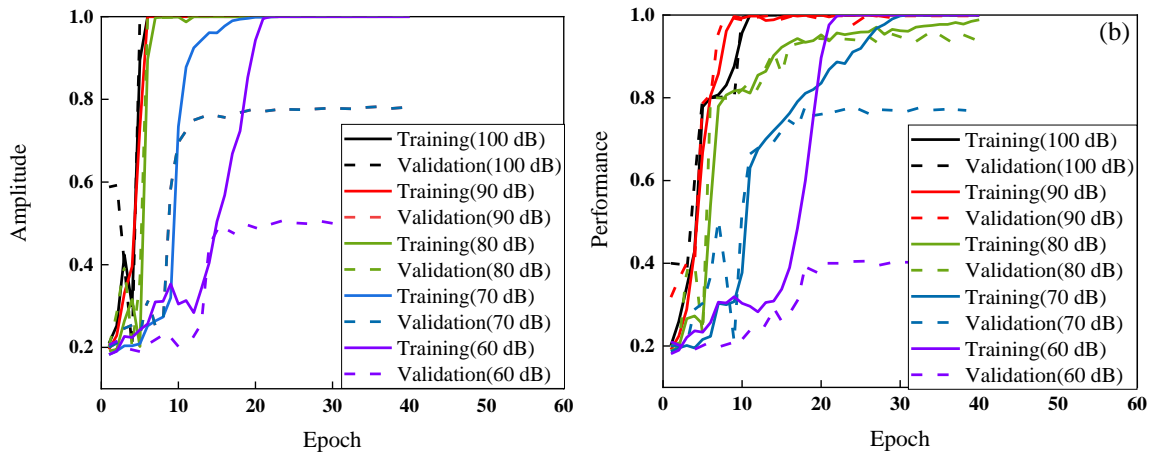 Amplitude
1.0
0.8
0.6
0.4
0.2
0
10
20
30
40
50
60
Epoch
Training(100 dB)
Validation(100 dB)
Training(90 dB)
Validation(90 dB)
Training(80 dB)
Validation(80 dB)
Training(70 dB)
Validation(70 dB)
Training(60 dB)
Validation(60 dB)
(b)
Performance
1.0
0.8
0.6
0.4
0.2
0
10
20
30
40
50
60
Epoch
Training(100 dB)
Validation(100 dB)
Training(90 dB)
Validation(90 dB)
Training(80 dB)
Validation(80 dB)
Training(70 dB)
Validation(70 dB)
Training(60 dB)
Validation(60 dB)